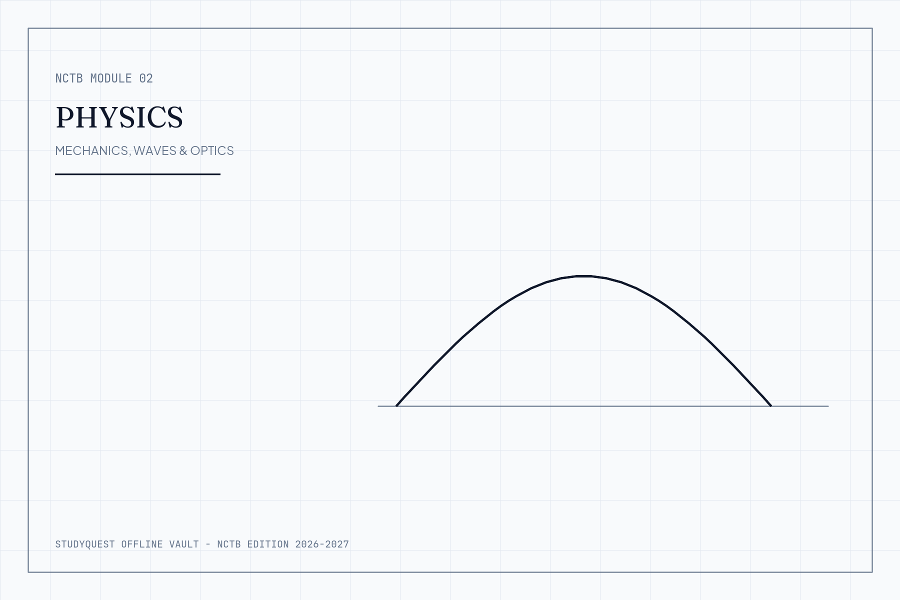 NCTB MODULE 02
PHYSICS
MECHANICS, WAVES & OPTICS
STUDYQUEST OFFLINE VAULT - NCTB EDITION 2026-2027